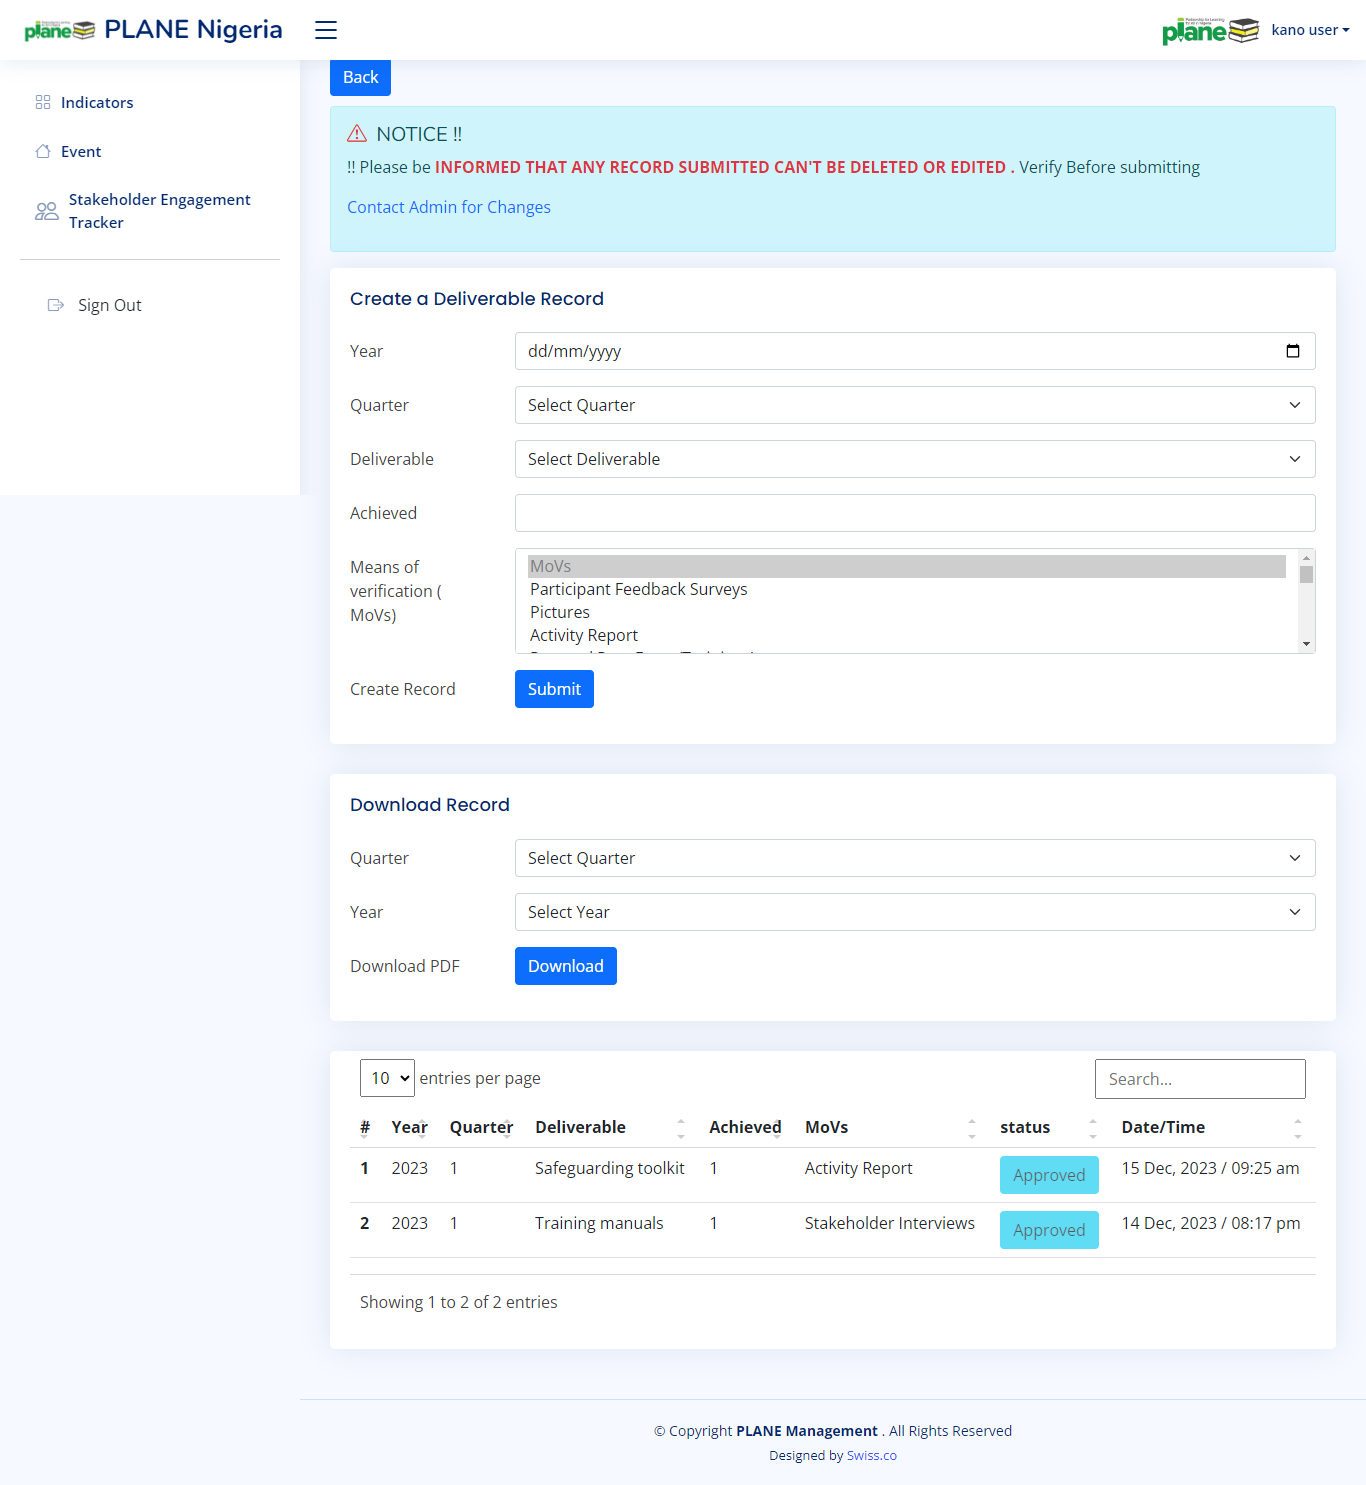 plane PLANE Nigeria
plane
kano user
Indicators
Event
Stakeholder Engagement
Tracker
Sign Out
Back
NOTICE !!
!! Please be INFORMED THAT ANY RECORD SUBMITTED CAN'T BE DELETED OR EDITED . Verify Before submitting
Contact Admin for Changes
Create a Deliverable Record
Year dd/mm/yyyy
Quarter Select Quarter
Deliverable Select Deliverable
Achieved
Means of
verification (
MoVs)
MoVs
Participant Feedback Surveys
Pictures
Activity Report
Create Record Submit
Download Record
Quarter Select Quarter
Year Select Year
Download PDF Download
10 entries per page Search...
# Year Quarter Deliverable Achieved MoVs status Date/Time
1 2023 1 Safeguarding toolkit 1 Activity Report Approved 15 Dec, 2023 / 09:25 am
2 2023 1 Training manuals 1 Stakeholder Interviews Approved 14 Dec, 2023 / 08:17 pm
Showing 1 to 2 of 2 entries
© Copyright PLANE Management . All Rights Reserved
Designed by Swiss.co